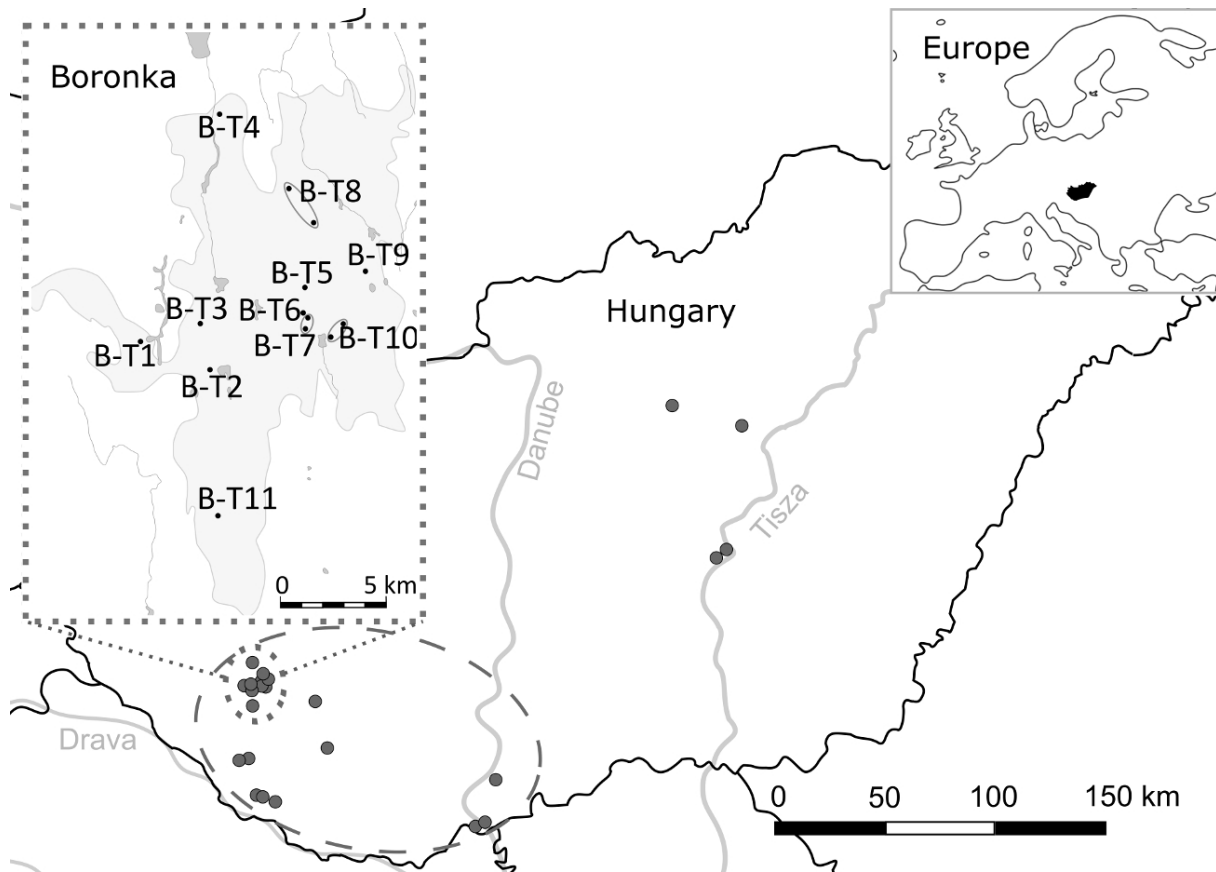 Boronka
B-T4
B-T8
B-T9
B-T5
B-T3
B-T6
B-T1
B-T7
B-T10
B-T2
B-T11
0 5 km
Europe
Hungary
Danube
Tisza
Drava
0 50 100 150 km